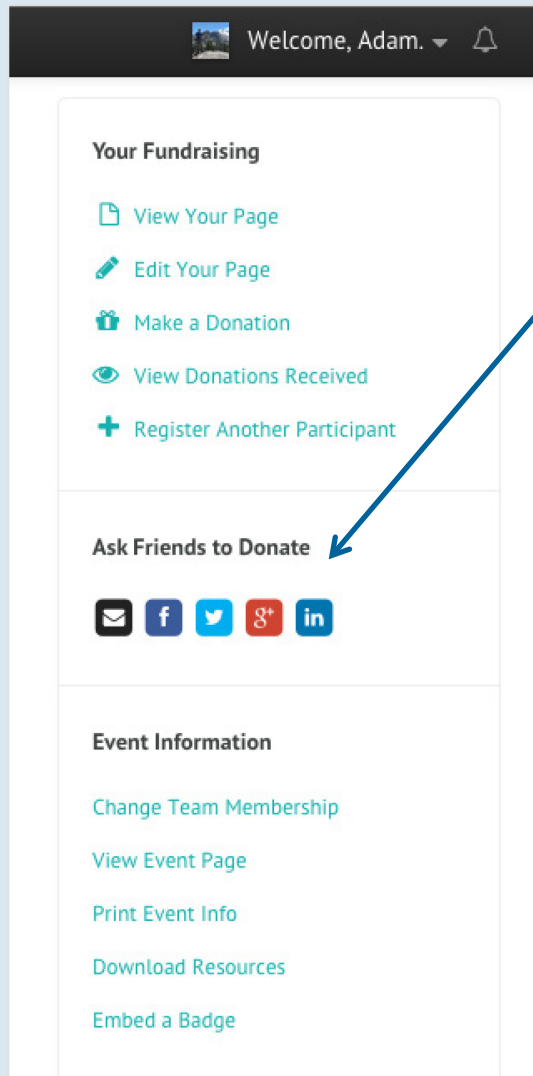 Welcome, Adam.
Your Fundraising
View Your Page
Edit Your Page
Make a Donation
View Donations Received
Register Another Participant
Ask Friends to Donate
f g+ in
Event Information
Change Team Membership
View Event Page
Print Event Info
Download Resources
Embed a Badge